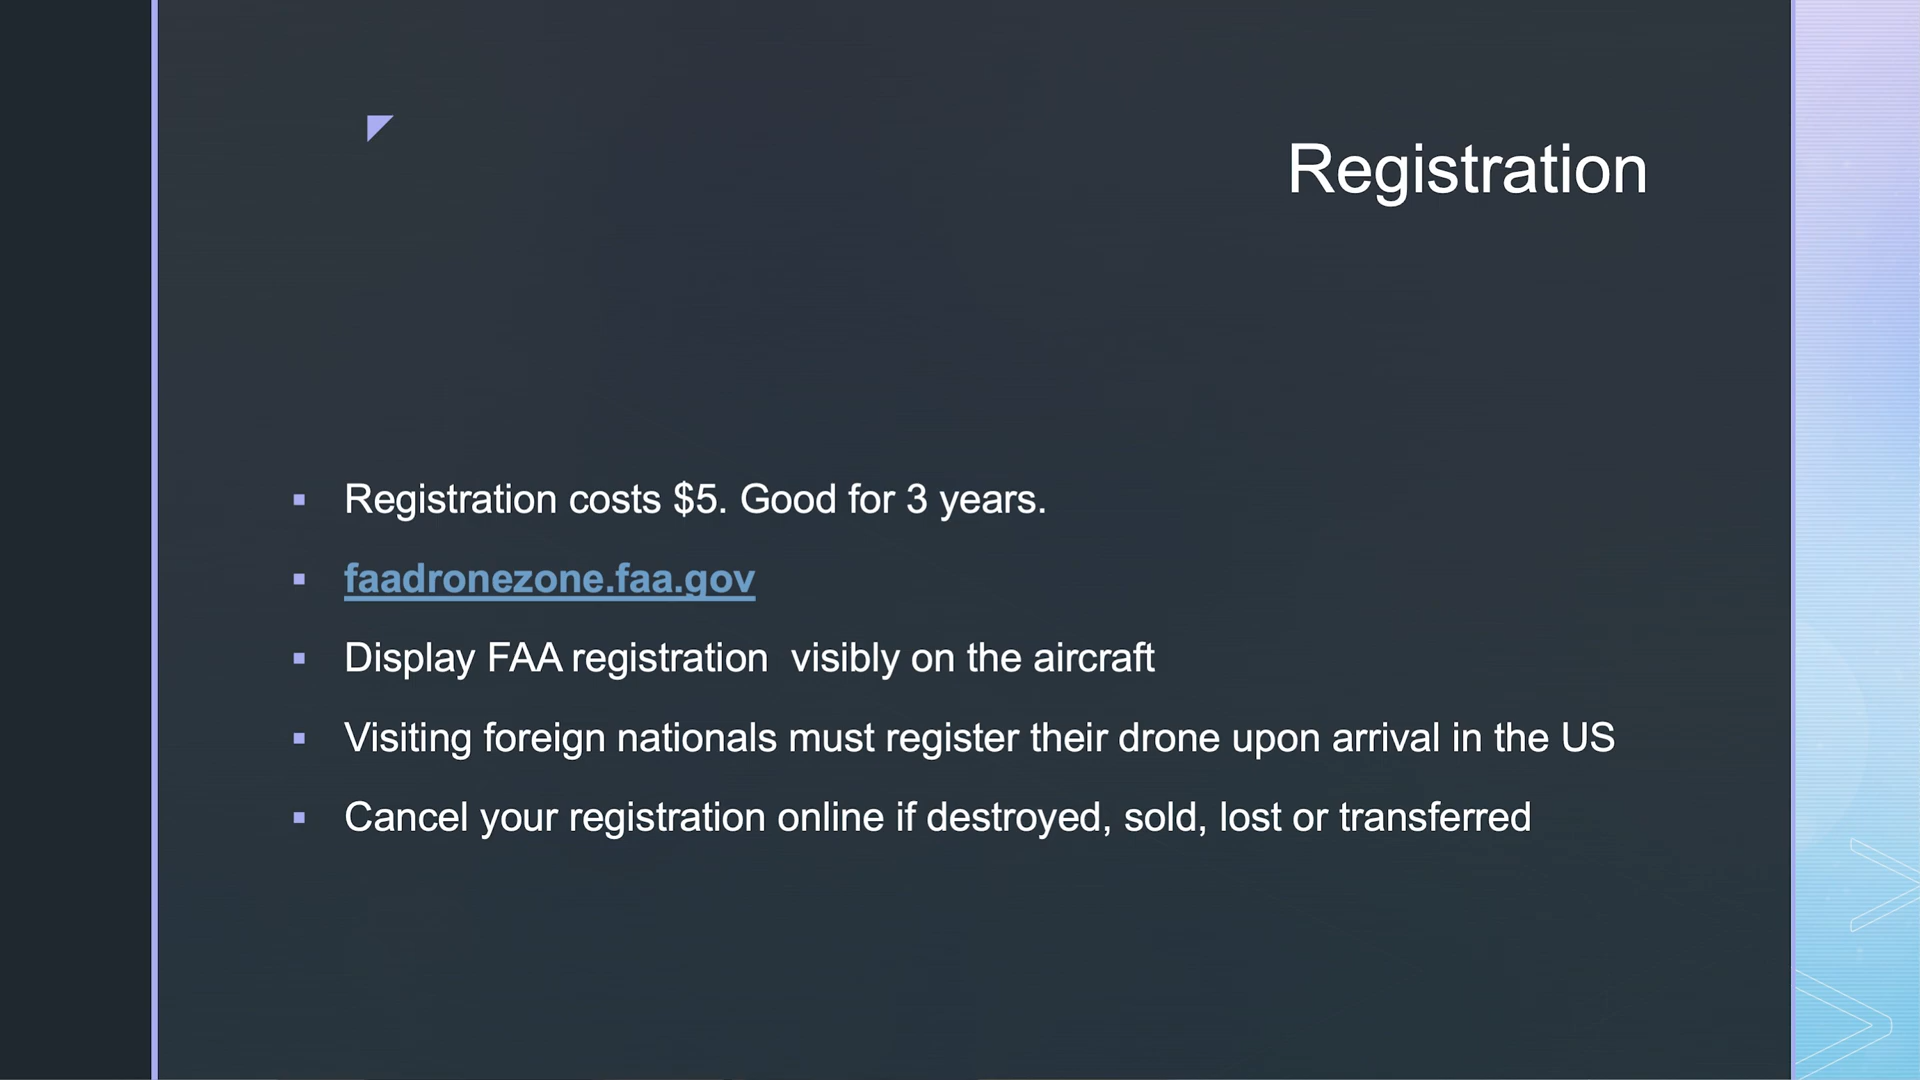 Registration
Registration costs $5. Good for 3 years.
faadronezone.faa.gov
Display FAA registration  visibly on the aircraft
Visiting foreign nationals must register their drone upon arrival in the US
Cancel your registration online if destroyed, sold, lost or transferred